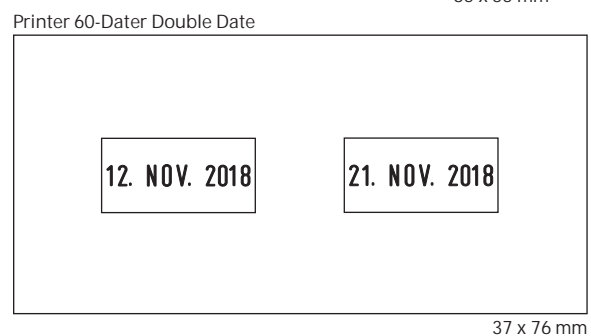 Printer 60-Dater Double Date
12. NOV. 2018 21. NOV. 2018
37 x 76 mm